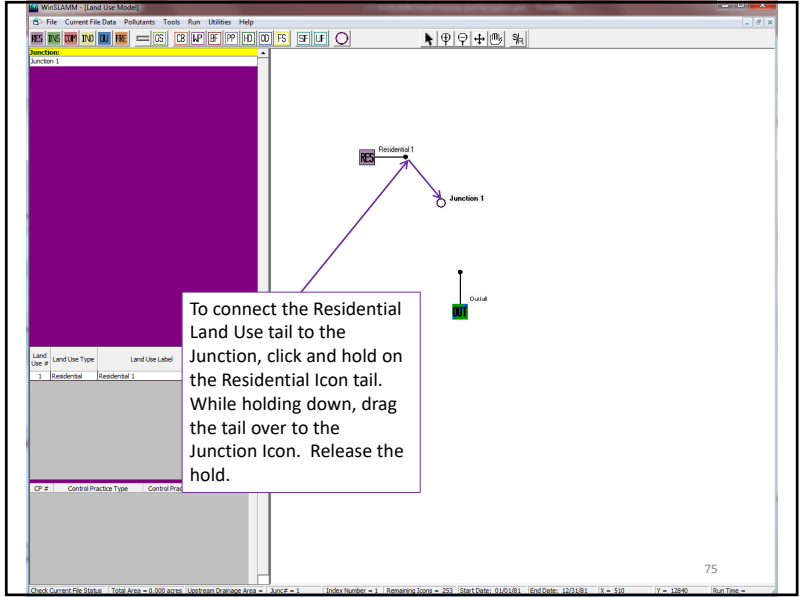 WinSLAMM - [Land Use Model]
File Current File Data Pollutants Tools Run Utilities Help
RES INS COM IND OU FRE GS CB WP BF PP HD DD FS SF UF S/R
Junction:
Junction 1
Residential 1
RES
Junction 1
Outfall
OUT
To connect the Residential
Land Use tail to the
Junction, click and hold on
the Residential Icon tail.
While holding down, drag
the tail over to the
Junction Icon. Release the
hold.
Land Use # Land Use Type Land Use Label
1 Residential Residential 1
CP # Control Practice Type
75
Check Current File Status Total Area = 0.000 acres Upstream Drainage Area = Junc# = 1 Index Number = 1 Remaining Icons = 253 Start Date: 01/01/81 End Date: 12/31/81 X = 510 Y = 12840 Run Time =